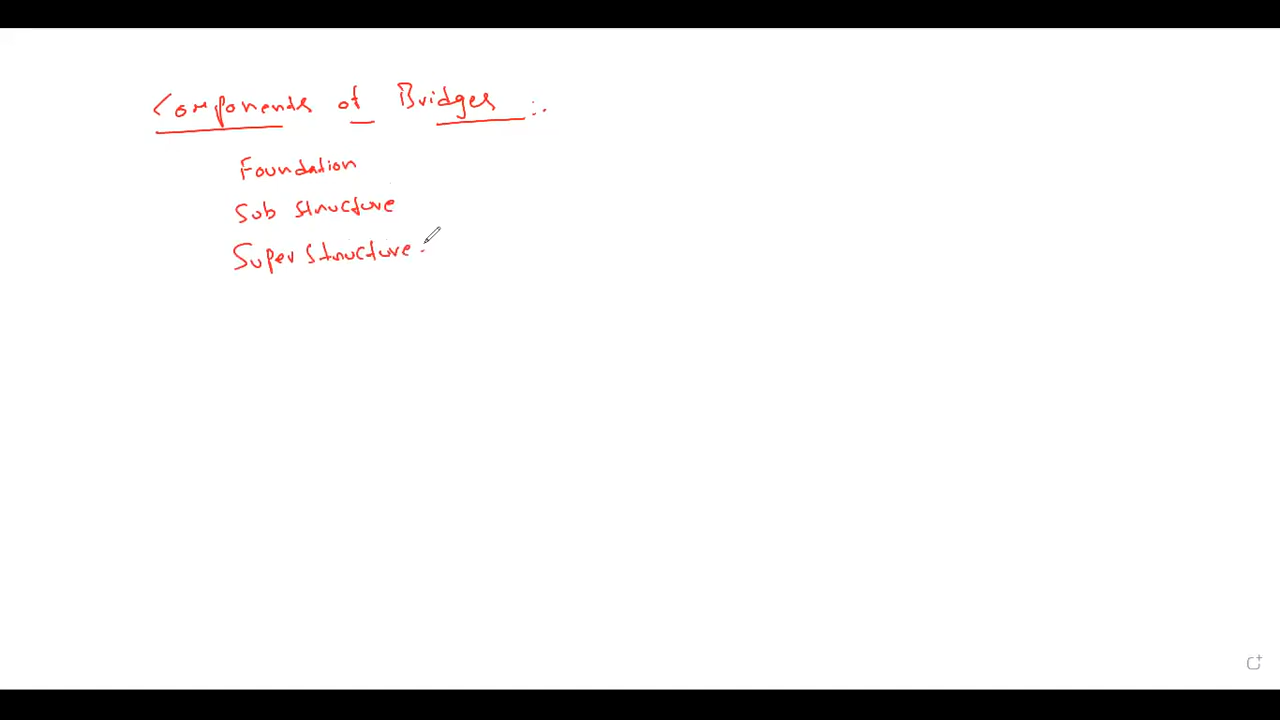 Components of Bridges :.
Foundation
Sub Structure
Super Structure.